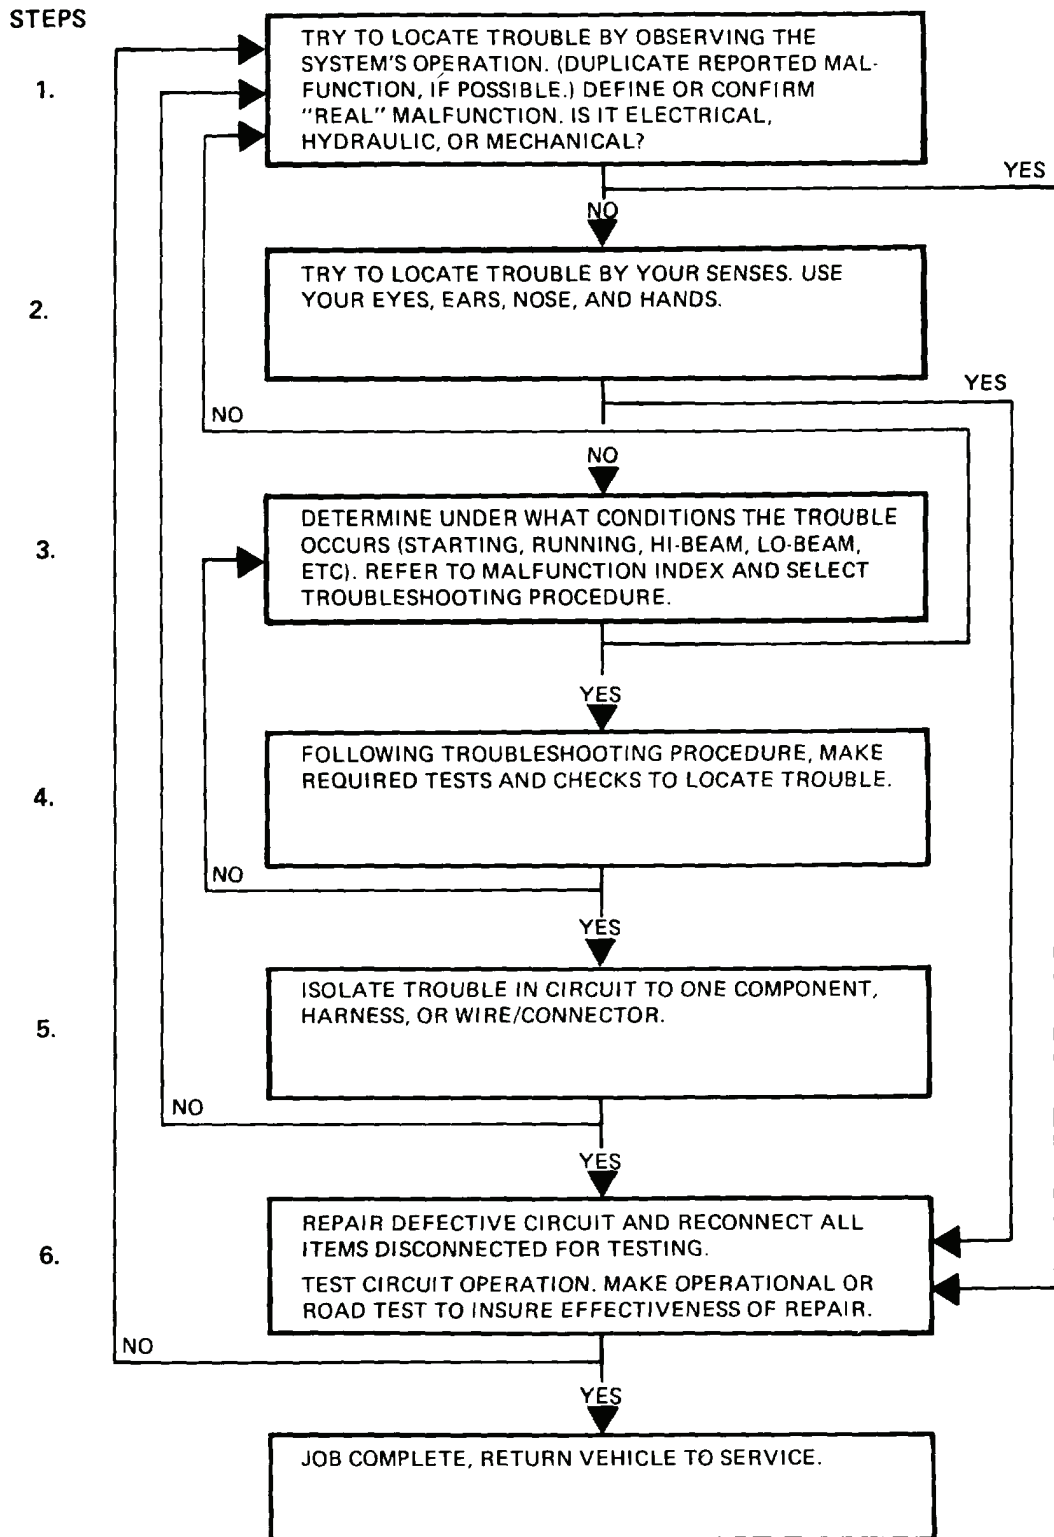 STEPS
1.
TRY TO LOCATE TROUBLE BY OBSERVING THE
SYSTEM'S OPERATION. (DUPLICATE REPORTED MAL-
FUNCTION, IF POSSIBLE.) DEFINE OR CONFIRM
"REAL" MALFUNCTION. IS IT ELECTRICAL,
HYDRAULIC, OR MECHANICAL?
YES
NO
2.
TRY TO LOCATE TROUBLE BY YOUR SENSES. USE
YOUR EYES, EARS, NOSE, AND HANDS.
YES
NO
NO
3.
DETERMINE UNDER WHAT CONDITIONS THE TROUBLE
OCCURS (STARTING, RUNNING, HI-BEAM, LO-BEAM,
ETC). REFER TO MALFUNCTION INDEX AND SELECT
TROUBLESHOOTING PROCEDURE.
YES
4.
FOLLOWING TROUBLESHOOTING PROCEDURE, MAKE
REQUIRED TESTS AND CHECKS TO LOCATE TROUBLE.
NO
YES
5.
ISOLATE TROUBLE IN CIRCUIT TO ONE COMPONENT,
HARNESS, OR WIRE/CONNECTOR.
NO
YES
6.
REPAIR DEFECTIVE CIRCUIT AND RECONNECT ALL
ITEMS DISCONNECTED FOR TESTING.
TEST CIRCUIT OPERATION. MAKE OPERATIONAL OR
ROAD TEST TO INSURE EFFECTIVENESS OF REPAIR.
NO
YES
JOB COMPLETE, RETURN VEHICLE TO SERVICE.